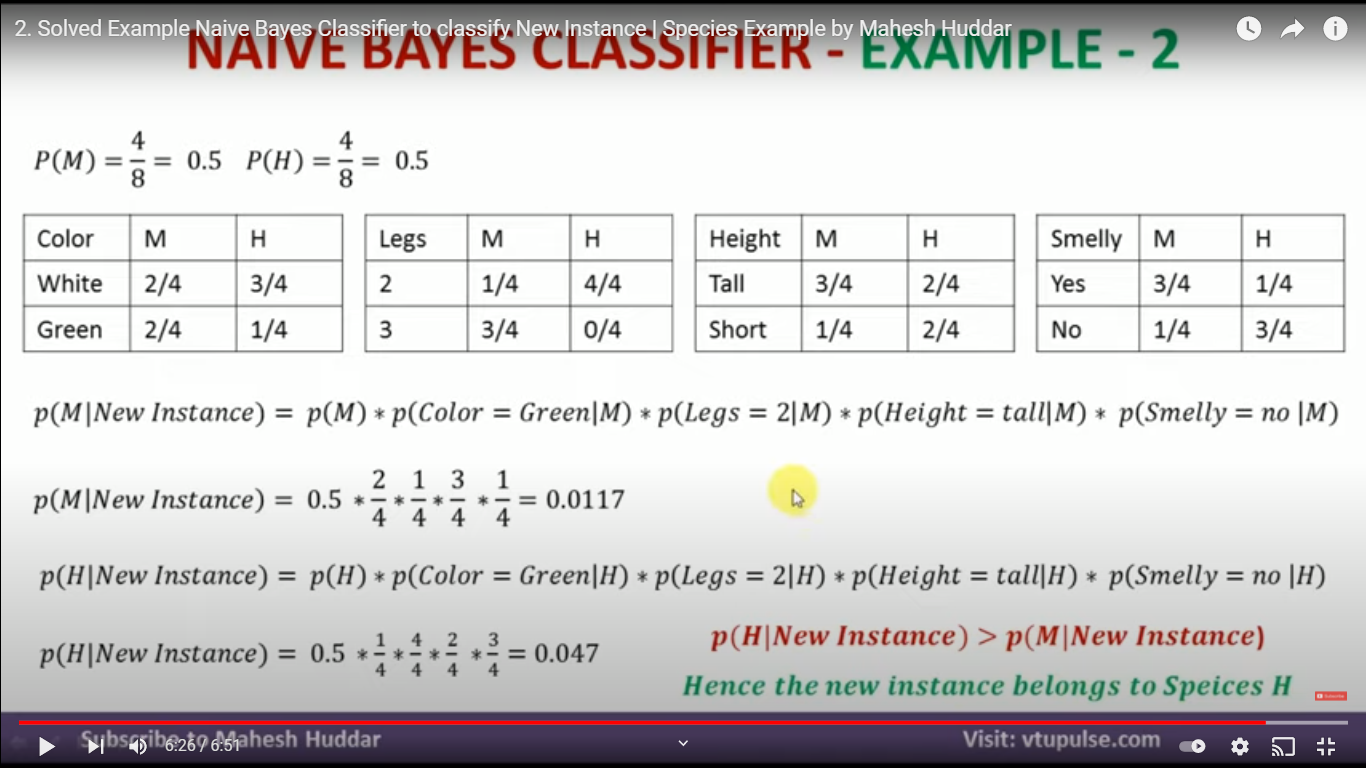 2. Solved Example Naive Bayes Classifier to classify New Instance | Species Example by Mahesh Huddar
NAIVE BAYES CLASSIFIER - EXAMPLE - 2
P(M) = 4/8 = 0.5 P(H) = 4/8 = 0.5
Color M H
White 2/4 3/4
Green 2/4 1/4
Legs M H
2 1/4 4/4
3 3/4 0/4
Height M H
Tall 3/4 2/4
Short 1/4 2/4
Smelly M H
Yes 3/4 1/4
No 1/4 3/4
p(M|New Instance) = p(M) * p(Color = Green|M) * p(Legs = 2|M) * p(Height = tall|M) * p(Smelly = no |M)
p(M|New Instance) = 0.5 * 2/4 * 1/4 * 3/4 * 1/4 = 0.0117
p(H|New Instance) = p(H) * p(Color = Green|H) * p(Legs = 2|H) * p(Height = tall|H) * p(Smelly = no |H)
p(H|New Instance) = 0.5 * 1/4 * 4/4 * 2/4 * 3/4 = 0.047
p(H|New Instance) > p(M|New Instance)
Hence the new instance belongs to Speices H
Subscribe to Mahesh Huddar
6:26 / 6:51
Visit: vtupulse.com